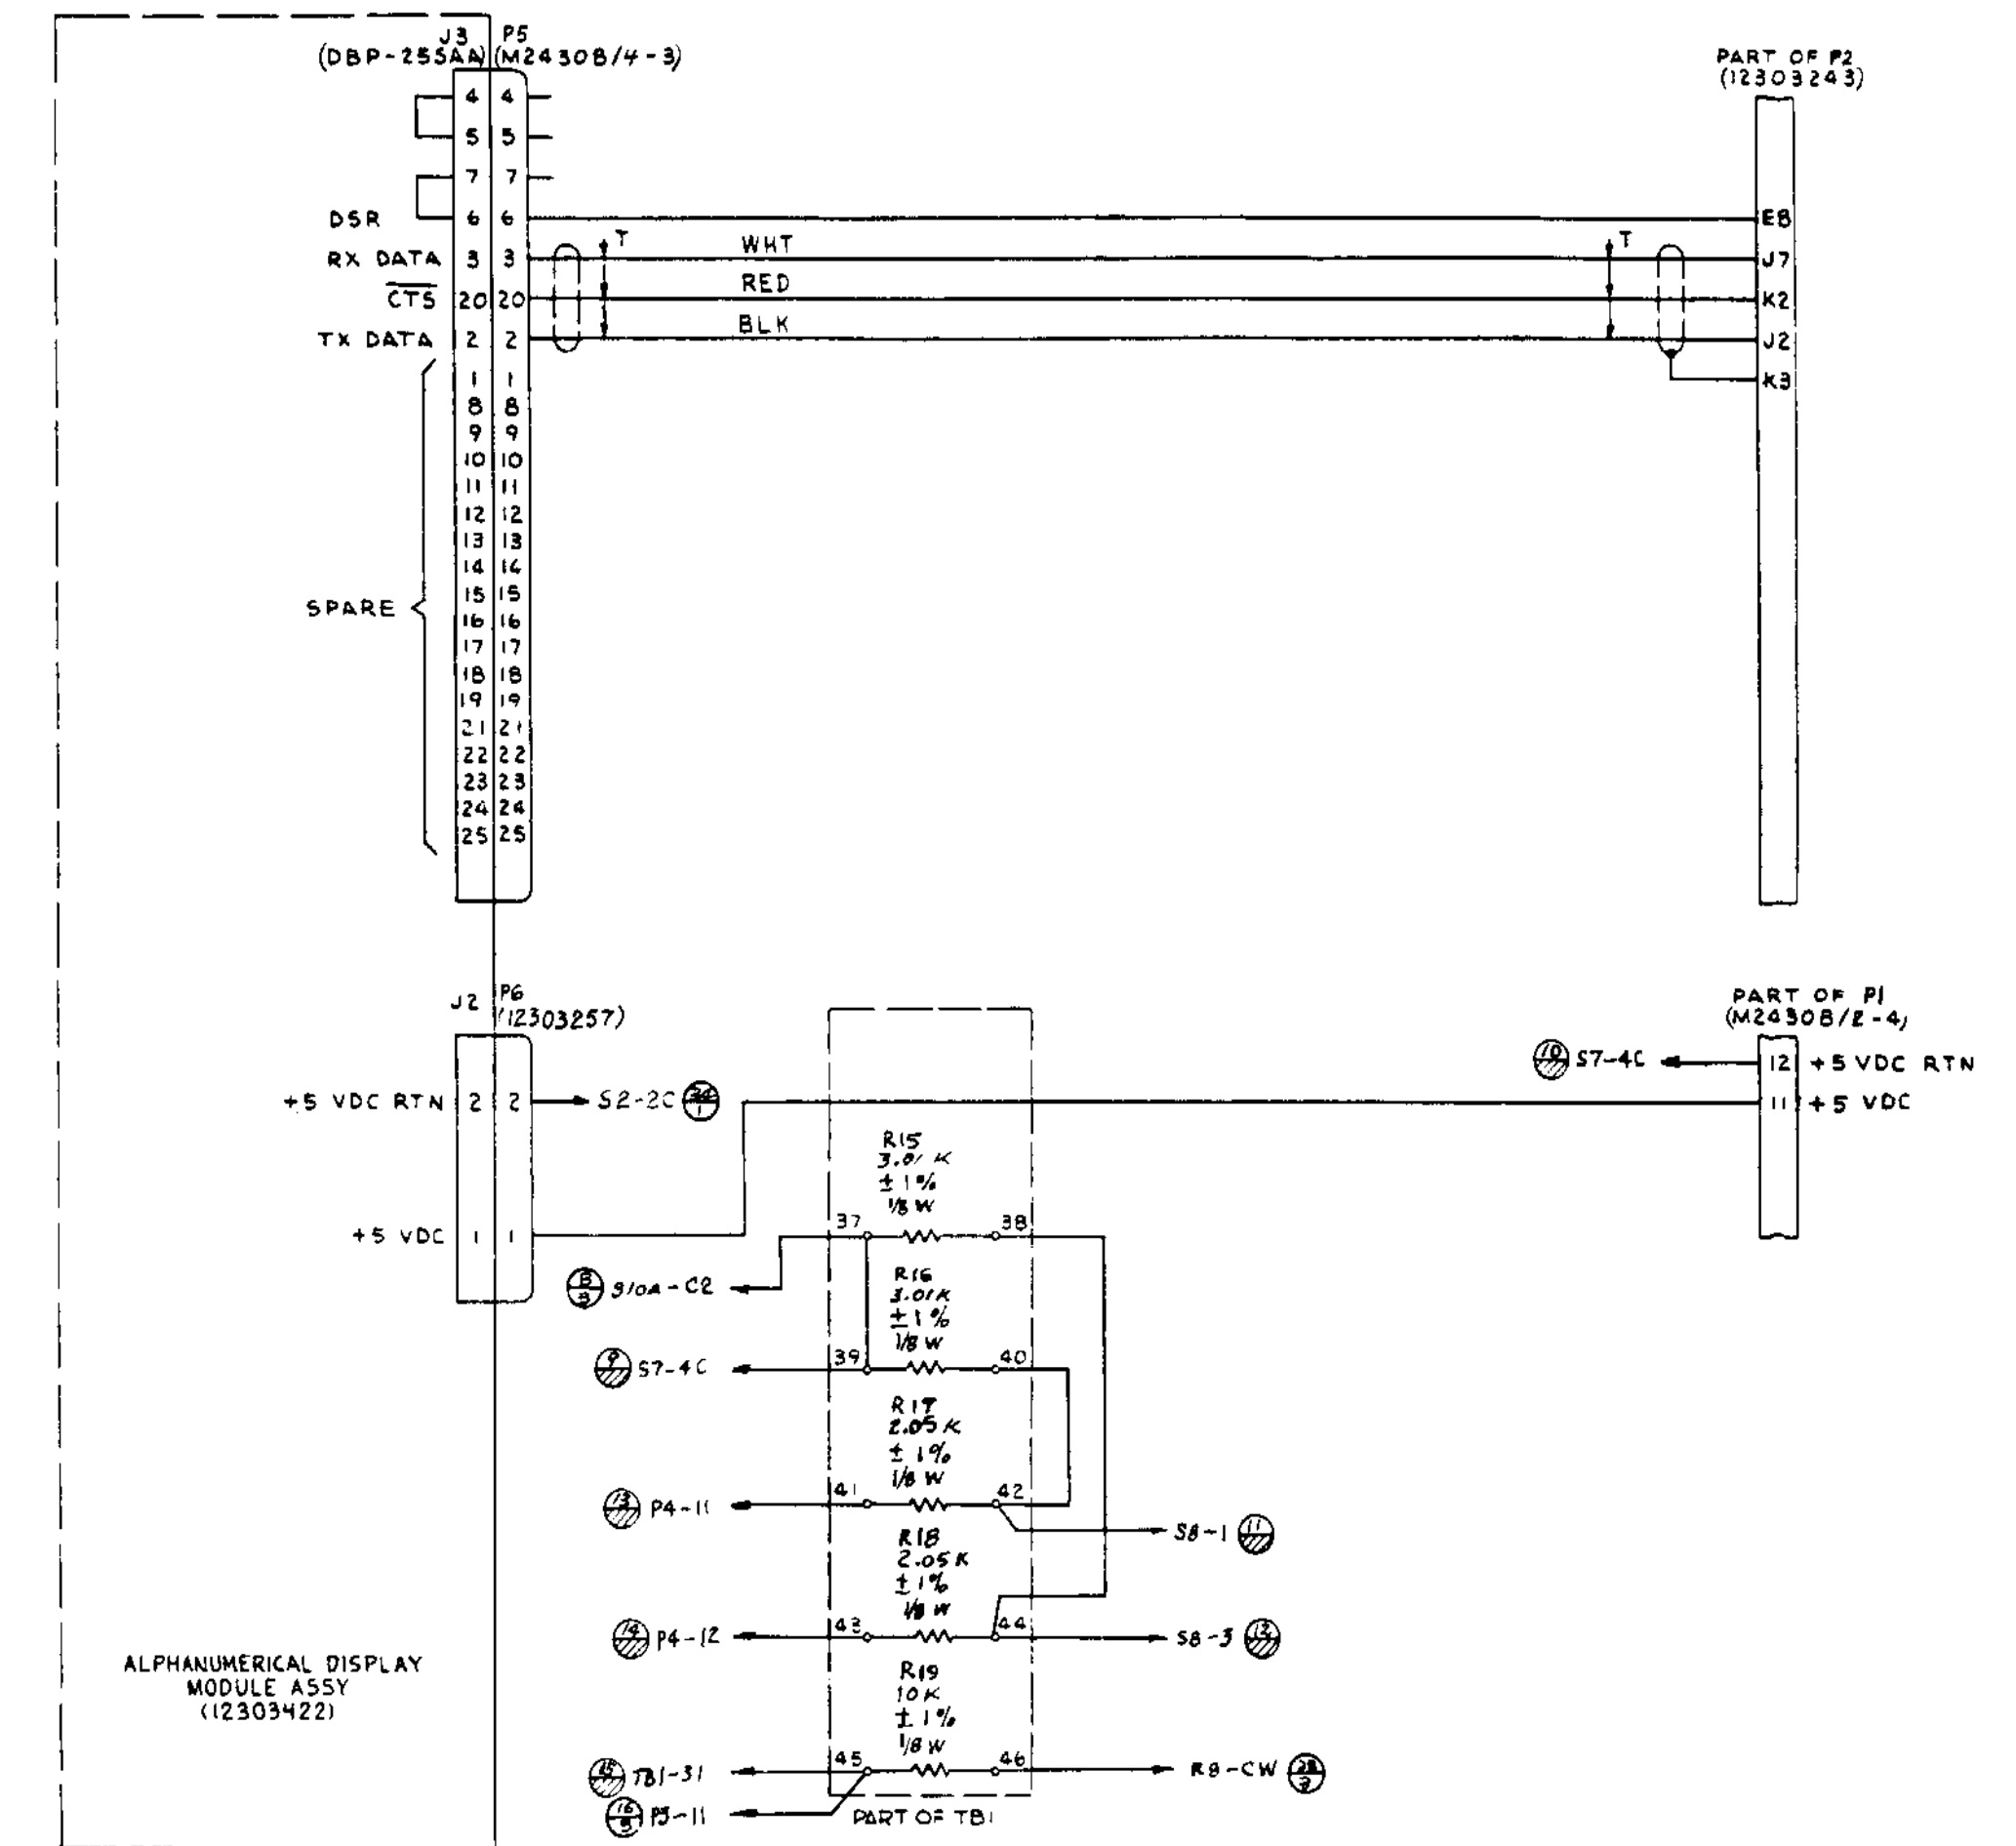 J3 P5
(DBP-25SAA) (M24308/4-3)
PART OF P2
(12303243)
4 4
5 5
7 7
DSR 6 6 E8
T WHT T
RX DATA 3 3 J7
RED
CTS 20 20 K2
BLK
TX DATA 2 2 J2
1 1 K3
8 8
9 9
10 10
11 11
12 12
13 13
14 14
15 15
SPARE
16 16
17 17
18 18
19 19
21 21
22 22
23 23
24 24
25 25
J2 P6
(12303257)
PART OF P1
(M24308/2-4)
10 S7-4C 12 +5 VDC RTN
+5 VDC RTN 2 2 S2-2C 11 +5 VDC
R15
3.01 K
±1%
1/8 W
37 38
+5 VDC 1 1
R16
3.01K
±1%
1/8 W
S10A-C2
39 40
9 S7-4C
R17
2.05 K
± 1%
1/8 W
41 42
13 P4-11
S8-1 11
R18
2.05 K
±1%
1/8 W
43 44
14 P4-12 S8-3 12
ALPHANUMERICAL DISPLAY
MODULE ASSY
(12303422)
R19
10 K
± 1%
1/8 W
45 46
15 TB1-31 R8-CW
16 P5-11
PART OF TB1